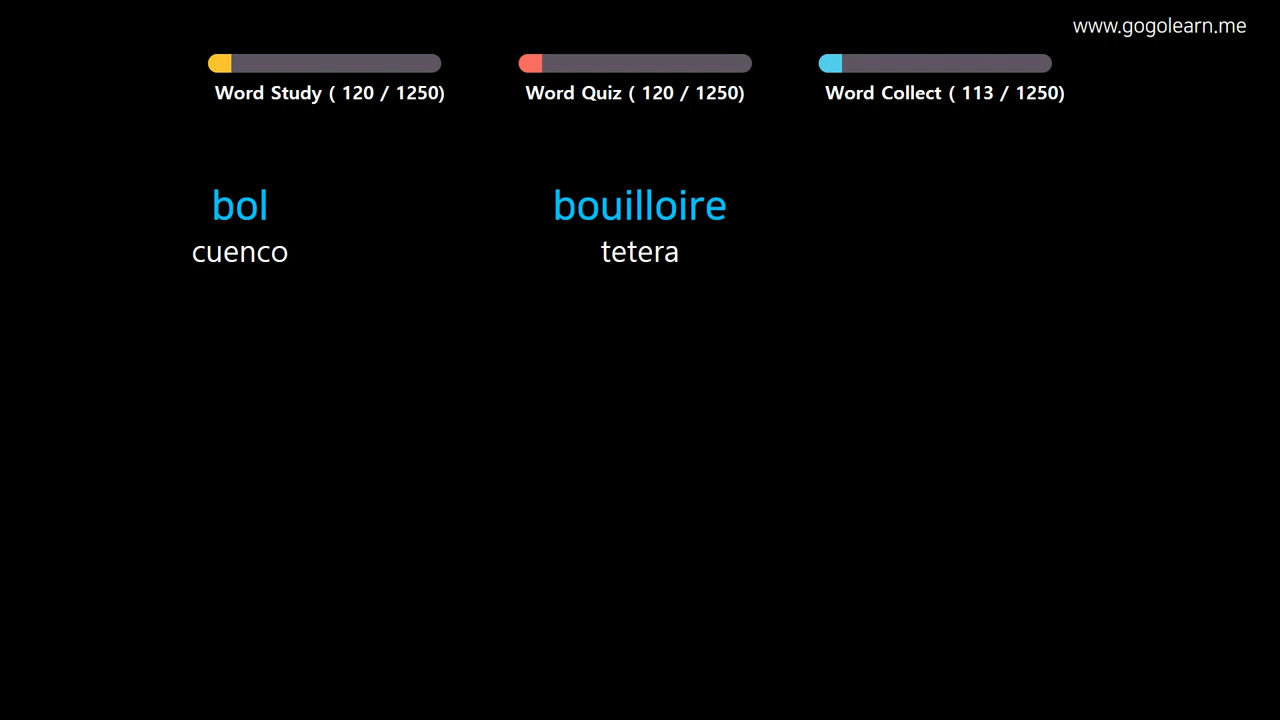 www.gogolearn.me
Word Study ( 120 / 1250)
Word Quiz ( 120 / 1250)
Word Collect ( 113 / 1250)
bol
cuenco
bouilloire
tetera